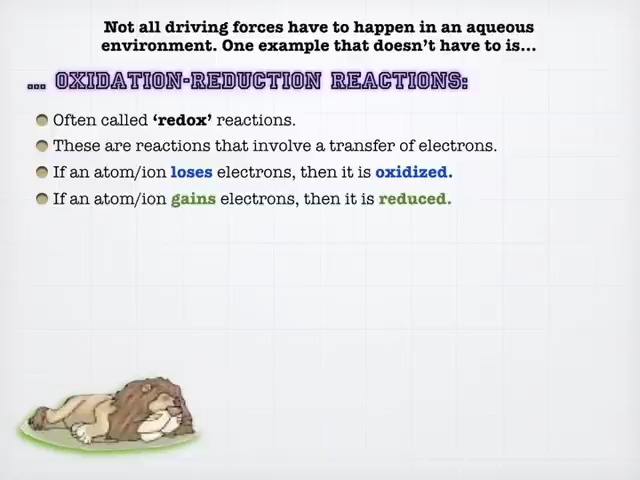 Not all driving forces have to happen in an aqueous
environment. One example that doesn't have to is...
... OXIDATION-REDUCTION REACTIONS:
Often called 'redox' reactions.
These are reactions that involve a transfer of electrons.
If an atom/ion loses electrons, then it is oxidized.
If an atom/ion gains electrons, then it is reduced.